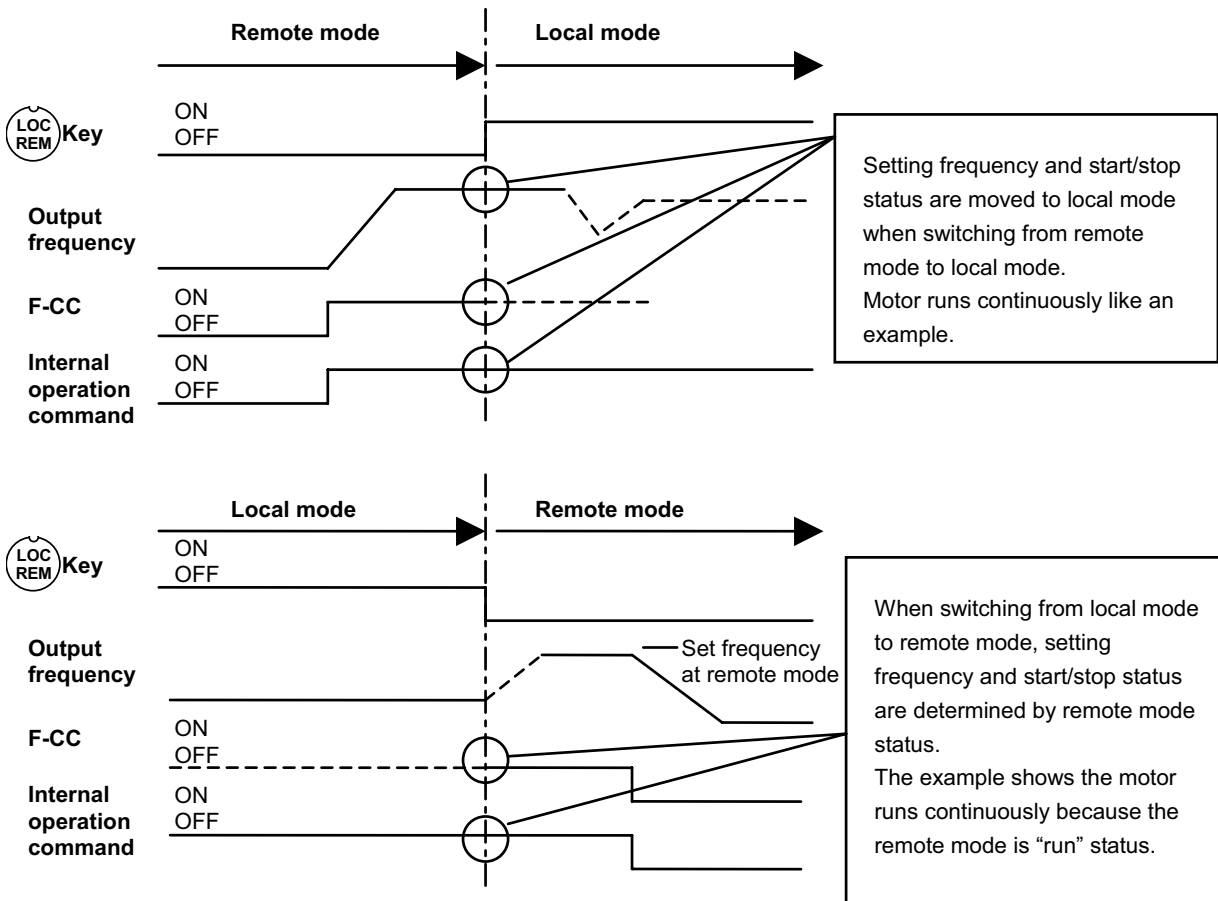 Remote mode
Local mode
LOC
REM
Key
ON
OFF
Output
frequency
F-CC
ON
OFF
Internal
operation
command
ON
OFF
Setting frequency and start/stop
status are moved to local mode
when switching from remote
mode to local mode.
Motor runs continuously like an
example.
Local mode
Remote mode
LOC
REM
Key
ON
OFF
Output
frequency
Set frequency
at remote mode
F-CC
ON
OFF
Internal
operation
command
ON
OFF
When switching from local mode
to remote mode, setting
frequency and start/stop status
are determined by remote mode
status.
The example shows the motor
runs continuously because the
remote mode is “run” status.